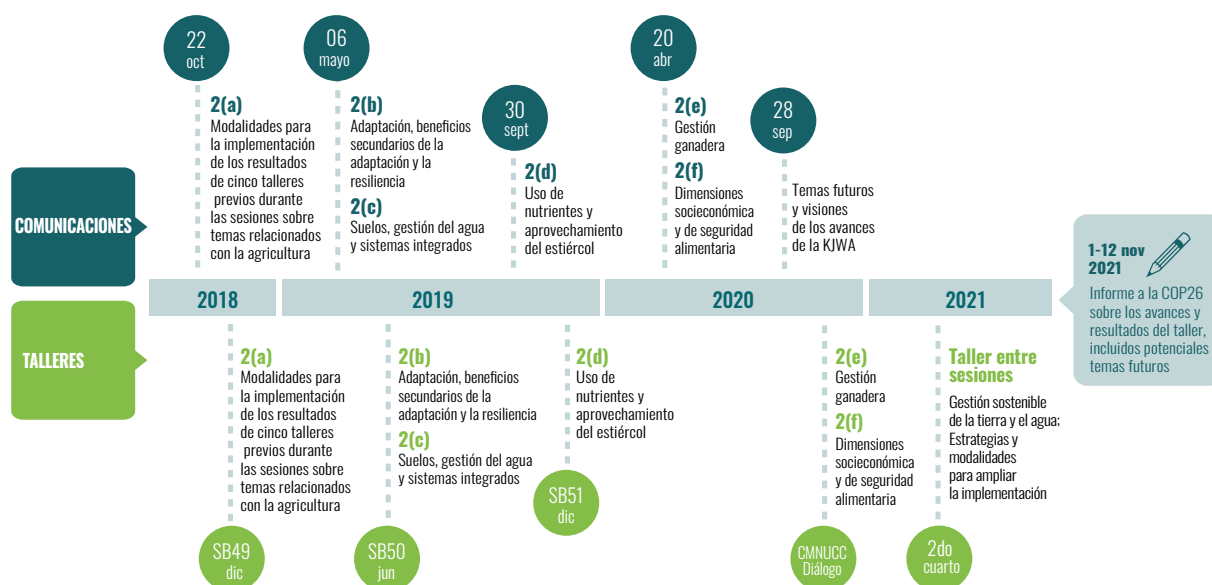 22
oct
2(a)
Modalidades para
la implementación
de los resultados
de cinco talleres
previos durante
las sesiones sobre
temas relacionados
con la agricultura
06
mayo
2(b)
Adaptación, beneficios
secundarios de la
adaptación y la
resiliencia
2(c)
Suelos, gestión del agua
y sistemas integrados
30
sept
2(d)
Uso de
nutrientes y
aprovechamiento
del estiércol
20
abr
2(e)
Gestión
ganadera
2(f)
Dimensiones
socieconómica
y de seguridad
alimentaria
28
sep
Temas futuros
y visiones
de los avances
de la KJWA
COMUNICACIONES
2018
2019
2020
2021
1-12 nov
2021
Informe a la COP26
sobre los avances y
resultados del taller,
incluidos potenciales
temas futuros
TALLERES
2(a)
Modalidades para
la implementación
de los resultados
de cinco talleres
previos durante
las sesiones sobre
temas relacionados
con la agricultura
SB49
dic
2(b)
Adaptación, beneficios
secundarios de la
adaptación y la resiliencia
2(c)
Suelos, gestión del agua
y sistemas integrados
SB50
jun
2(d)
Uso de
nutrientes y
aprovechamiento
del estiércol
SB51
dic
2(e)
Gestión
ganadera
2(f)
Dimensiones
socioeconómica
y de seguridad
alimentaria
CMNUCC
Diálogo
Taller entre
sesiones
Gestión sostenible
de la tierra y el agua;
Estrategias y
modalidades
para ampliar
la implementación
2do
cuarto